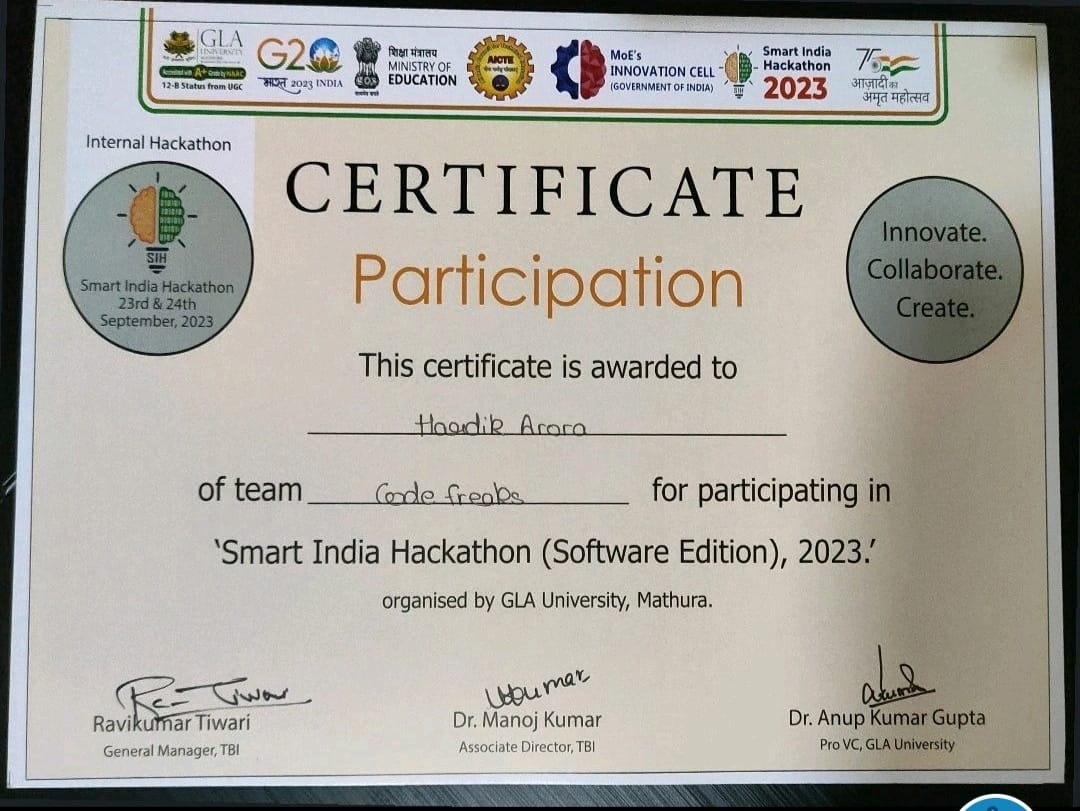 GLA
UNIVERSITY
Accredited with A+ Grade by NAAC
12-B Status from UGC
G20
भारत 2023 INDIA
शिक्षा मंत्रालय
MINISTRY OF
EDUCATION
AICTE
MoE's
INNOVATION CELL
(GOVERNMENT OF INDIA)
SIH
Smart India
Hackathon
2023
75
आज़ादी का
अमृत महोत्सव
Internal Hackathon
SIH
Smart India Hackathon
23rd & 24th
September, 2023
CERTIFICATE
Participation
Innovate.
Collaborate.
Create.
This certificate is awarded to
Haadik Arora
of team Code freaks for participating in
‘Smart India Hackathon (Software Edition), 2023.’
organised by GLA University, Mathura.
Ravikumar Tiwari
General Manager, TBI
Dr. Manoj Kumar
Associate Director, TBI
Dr. Anup Kumar Gupta
Pro VC, GLA University